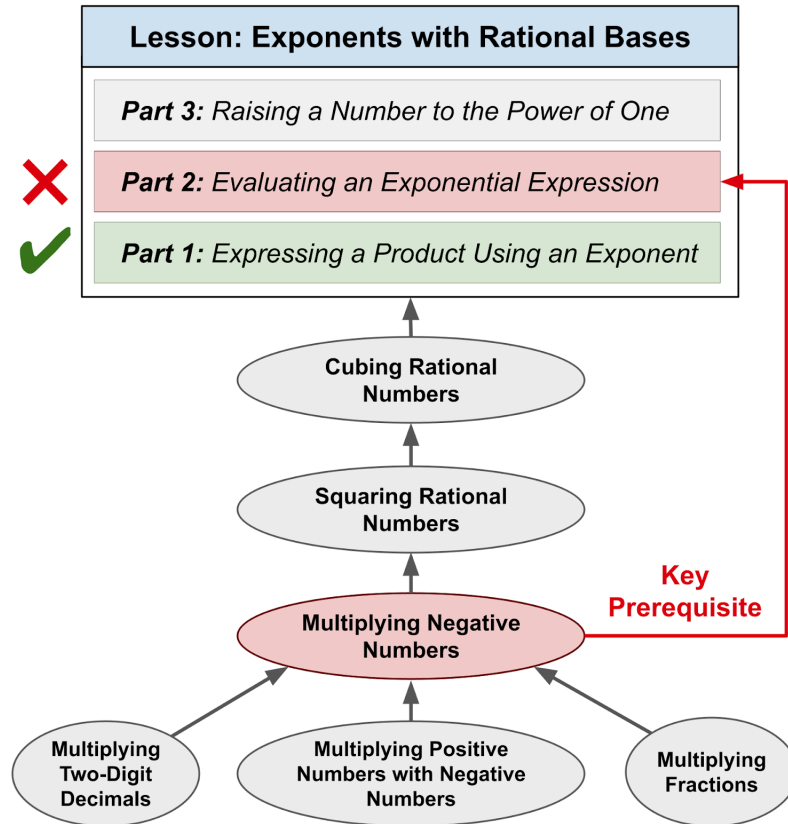 Lesson: Exponents with Rational Bases
Part 3: Raising a Number to the Power of One
Part 2: Evaluating an Exponential Expression
Part 1: Expressing a Product Using an Exponent
Cubing Rational
Numbers
Squaring Rational
Numbers
Key
Prerequisite
Multiplying Negative
Numbers
Multiplying
Two-Digit
Decimals
Multiplying Positive
Numbers with Negative
Numbers
Multiplying
Fractions